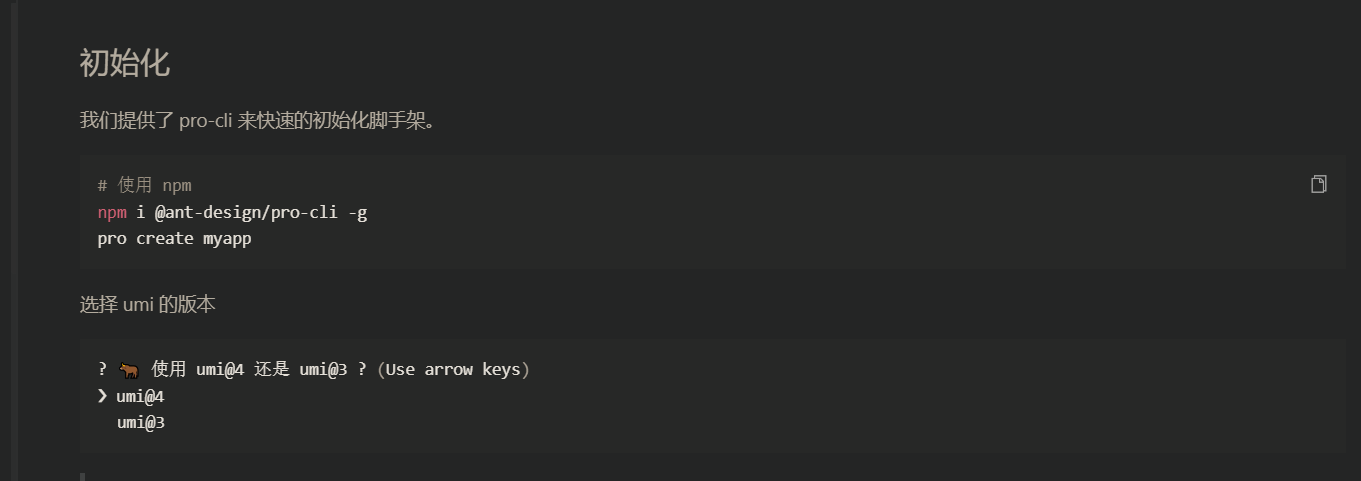 初始化
我们提供了 pro-cli 来快速的初始化脚手架。
# 使用 npm
npm i @ant-design/pro-cli -g
pro create myapp
选择 umi 的版本
? 🐂 使用 umi@4 还是 umi@3 ? (Use arrow keys)
❯ umi@4
umi@3